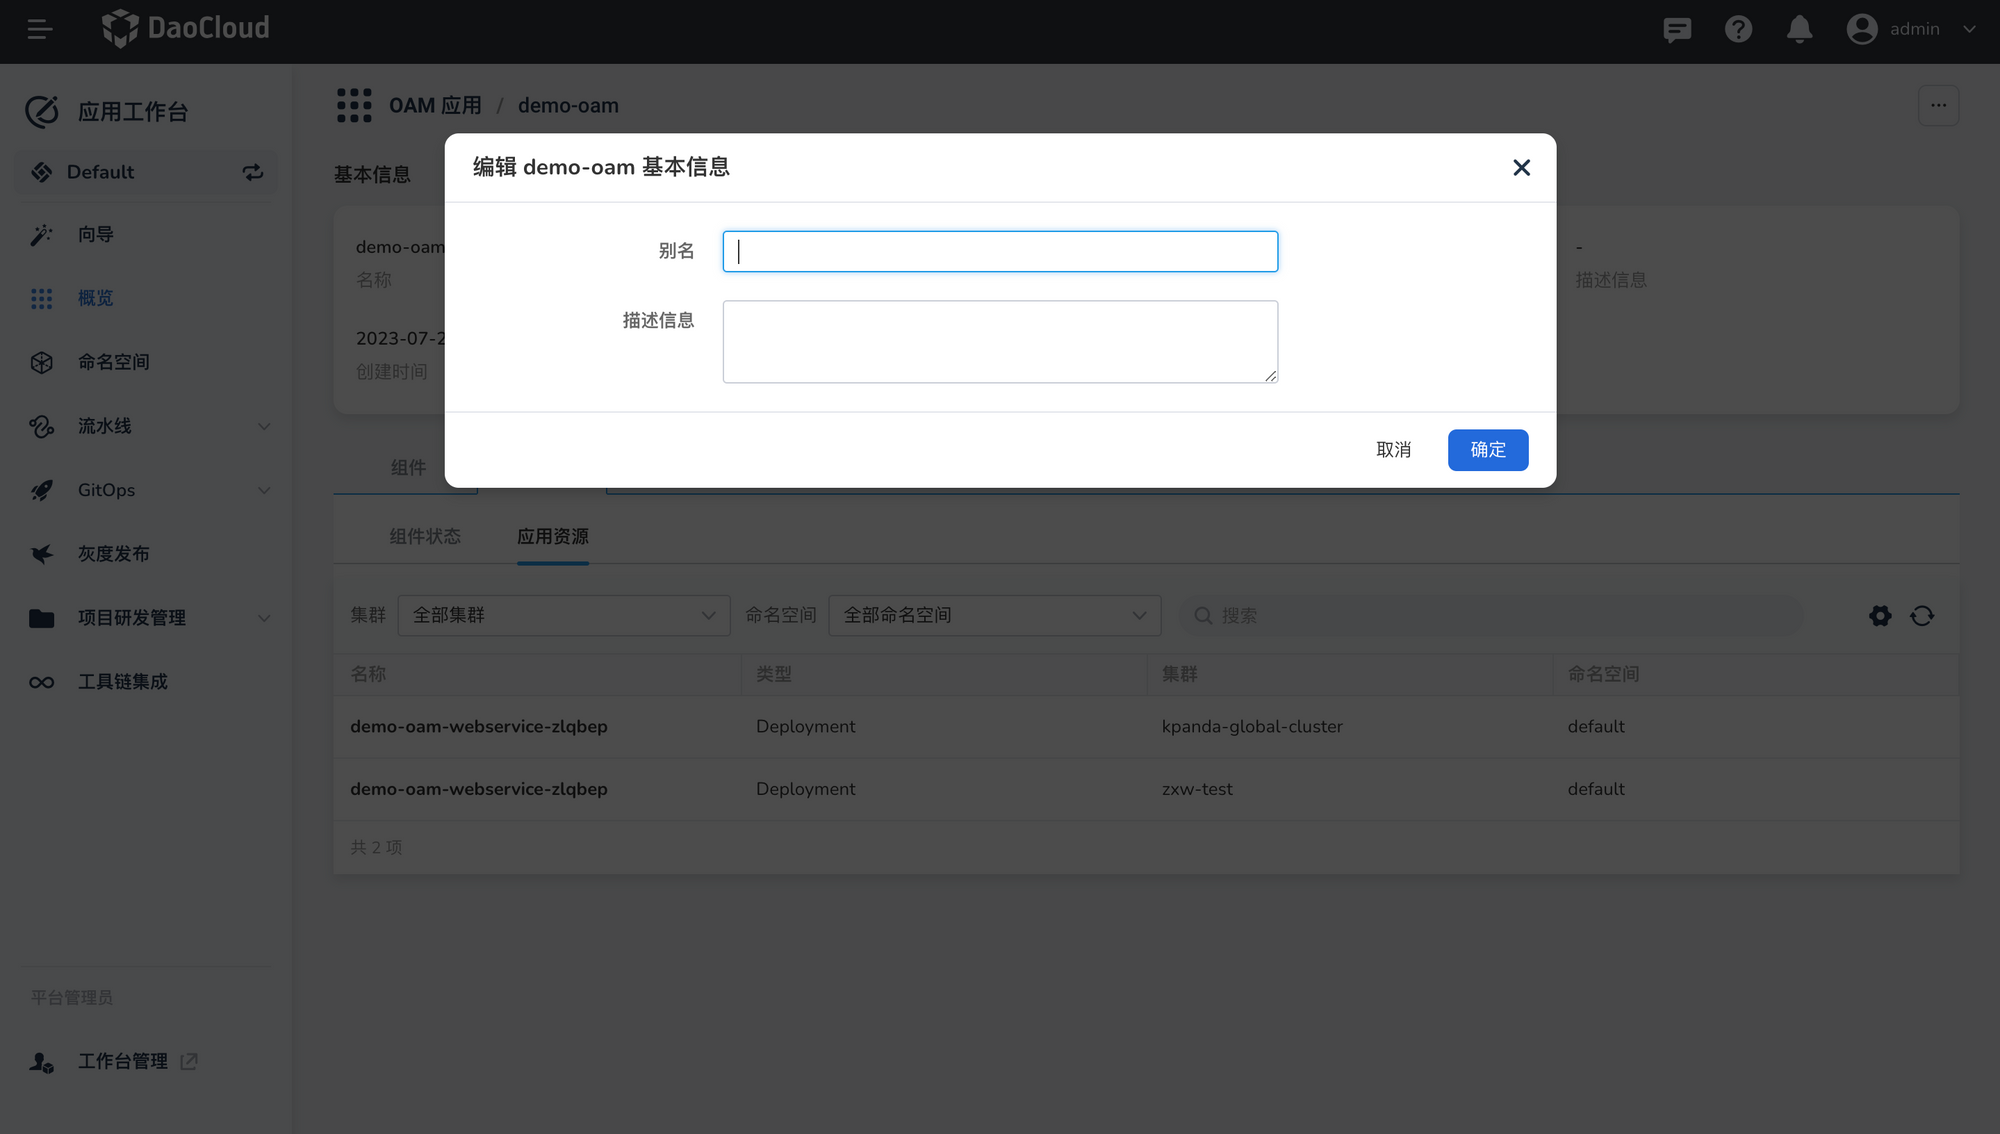 DaoCloud
admin
应用工作台
Default
向导
概览
命名空间
流水线
GitOps
灰度发布
项目研发管理
工具链集成
平台管理员
工作台管理
OAM 应用 / demo-oam
基本信息
demo-oam
名称
2023-07-2
创建时间
-
描述信息
编辑 demo-oam 基本信息
别名
描述信息
取消
确定
组件
组件状态
应用资源
集群
全部集群
命名空间
全部命名空间
搜索
名称 类型 集群 命名空间
demo-oam-webservice-zlqbep Deployment kpanda-global-cluster default
demo-oam-webservice-zlqbep Deployment zxw-test default
共 2 项